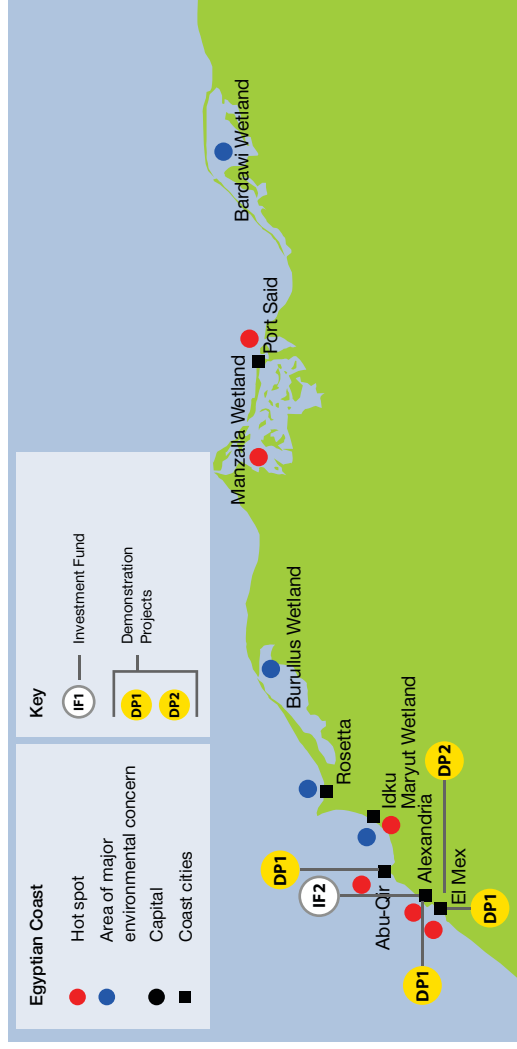 Egyptian Coast
Hot spot
Area of major
environmental concern
Capital
Coast cities
Key
IF1
Investment Fund
DP1
DP2
Demonstration
Projects
Bardawi Wetland
Port Said
Manzalla Wetland
Burullus Wetland
Rosetta
Idku
Maryut Wetland
Alexandria
El Mex
Abu-Qir
DP1
IF2
DP1
DP1
DP2